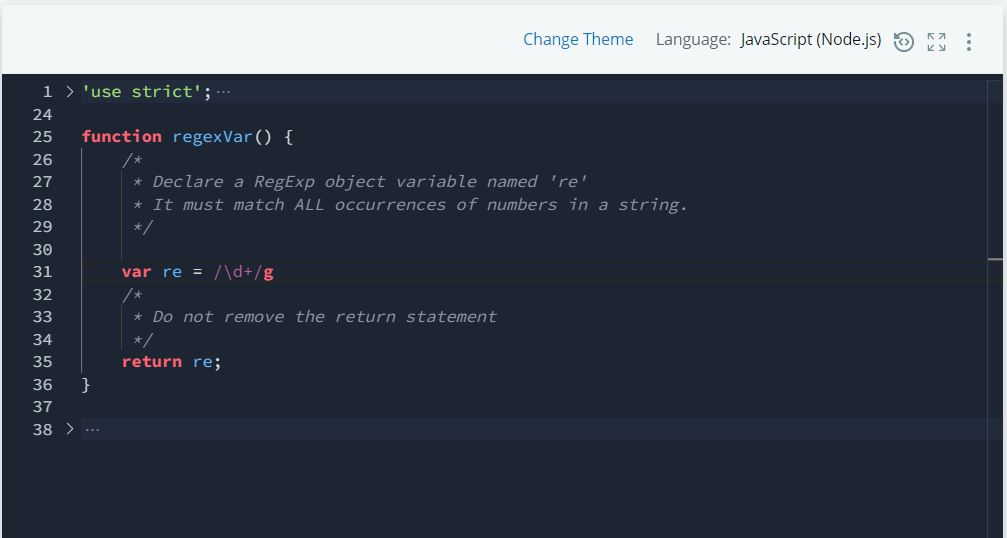 Change Theme Language: JavaScript (Node.js)
1 > 'use strict'; ...
24
25 function regexVar() {
26 /*
27 * Declare a RegExp object variable named 're'
28 * It must match ALL occurrences of numbers in a string.
29 */
30
31 var re = /\d+/g
32 /*
33 * Do not remove the return statement
34 */
35 return re;
36 }
37
38 > ...